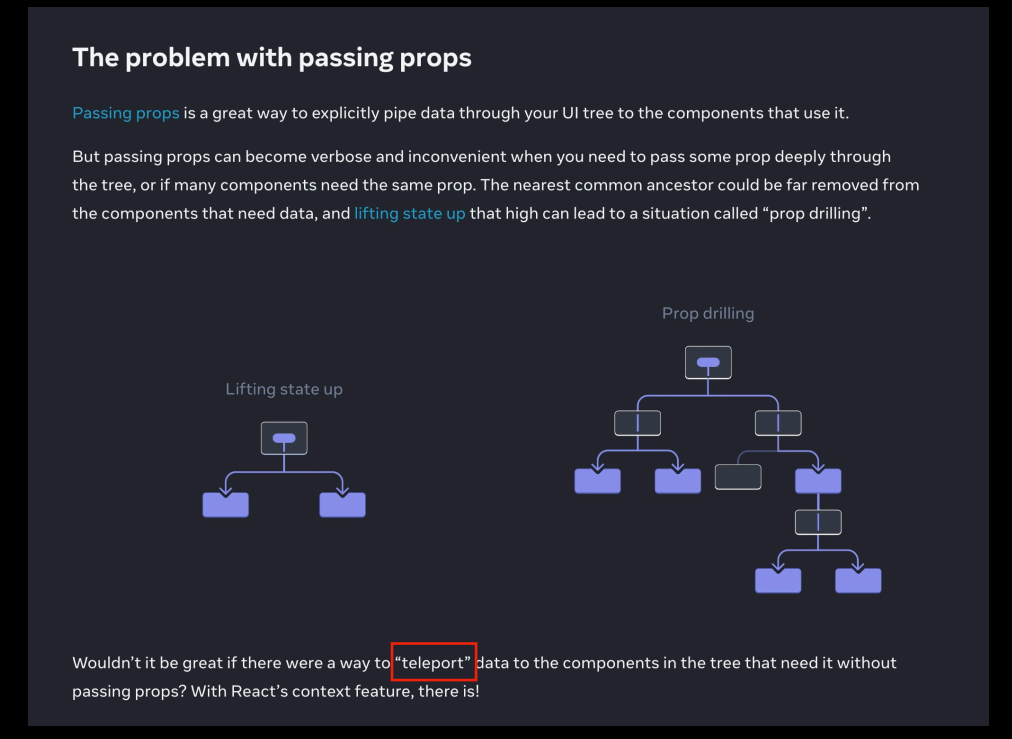 The problem with passing props
Passing props is a great way to explicitly pipe data through your UI tree to the components that use it.
But passing props can become verbose and inconvenient when you need to pass some prop deeply through
the tree, or if many components need the same prop. The nearest common ancestor could be far removed from
the components that need data, and lifting state up that high can lead to a situation called “prop drilling”.
Lifting state up
Prop drilling
Wouldn’t it be great if there were a way to “teleport” data to the components in the tree that need it without
passing props? With React’s context feature, there is!